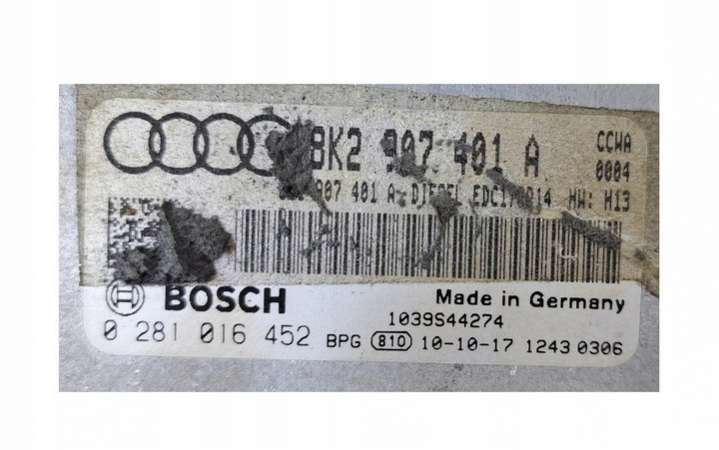 8K2 907 401 A CCWA
0004
907 401 A DIESEL HW: H13
BOSCH Made in Germany
1039S44274
0 281 016 452 BPG 810 10-10-17 1243 0306